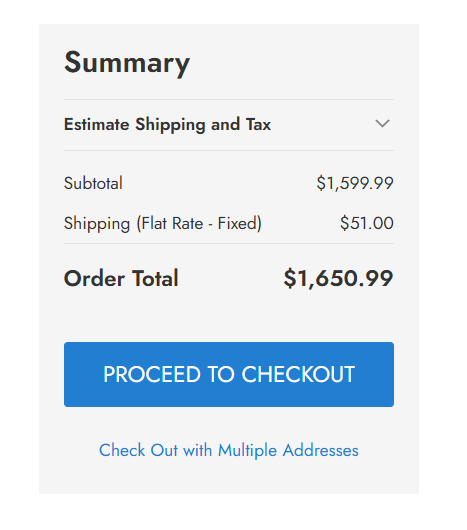 Summary
Estimate Shipping and Tax
Subtotal $1,599.99
Shipping (Flat Rate - Fixed) $51.00
Order Total $1,650.99
PROCEED TO CHECKOUT
Check Out with Multiple Addresses